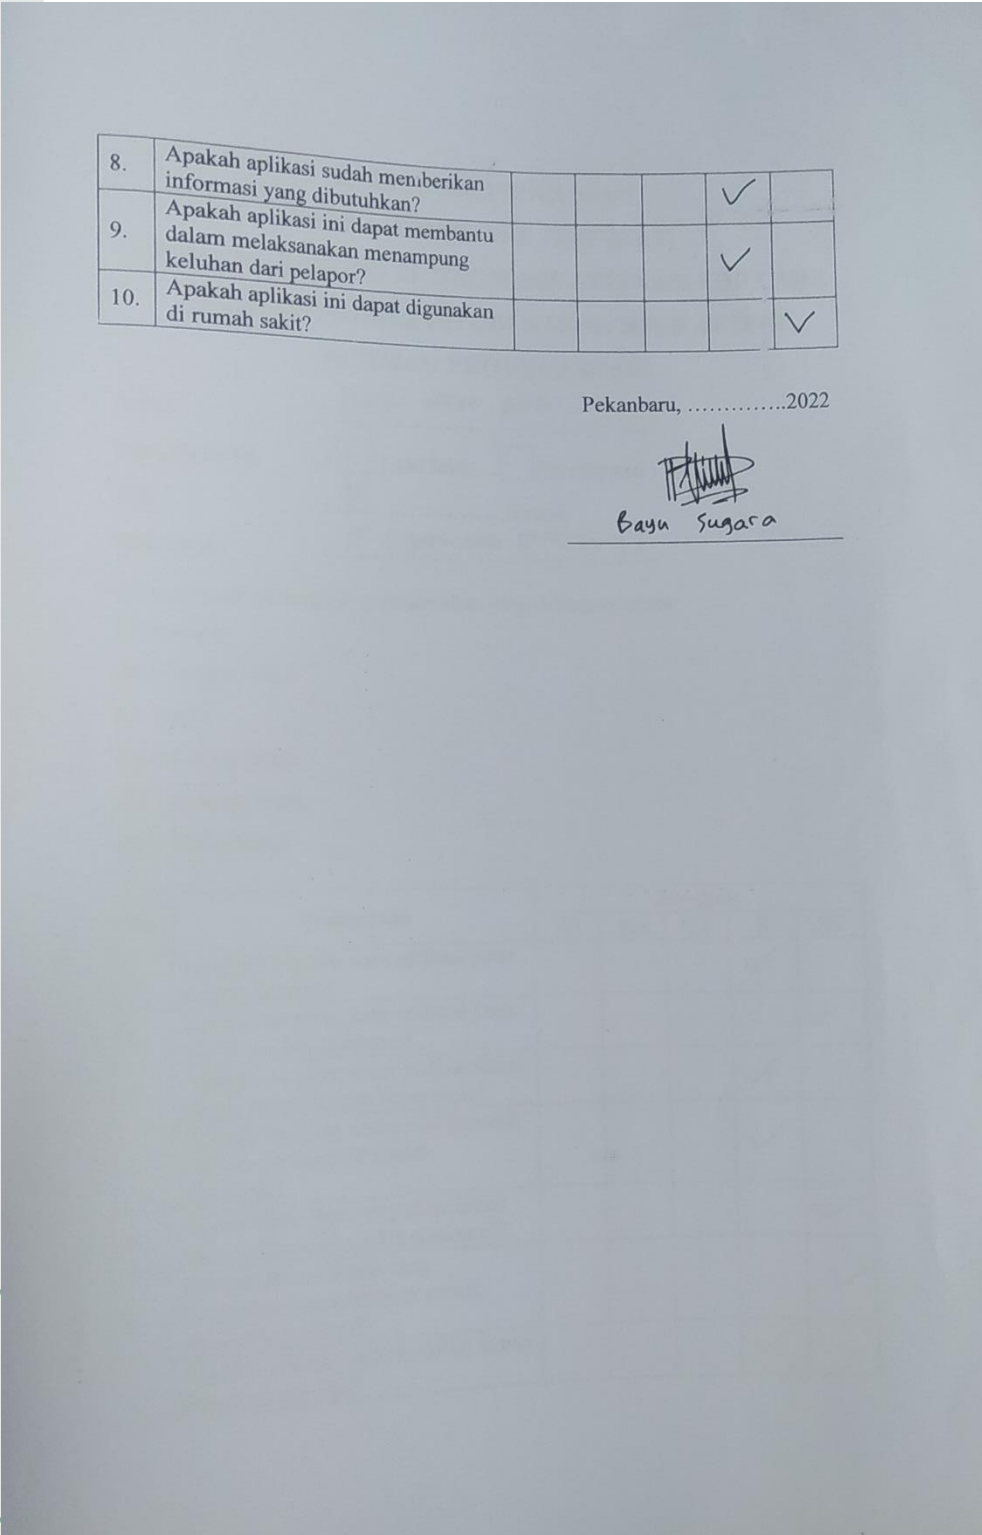 8. Apakah aplikasi sudah memberikan
informasi yang dibutuhkan? ✓
9. Apakah aplikasi ini dapat membantu
dalam melaksanakan menampung
keluhan dari pelapor? ✓
10. Apakah aplikasi ini dapat digunakan
di rumah sakit? ✓
Pekanbaru, ..............2022
Bayu Sugara